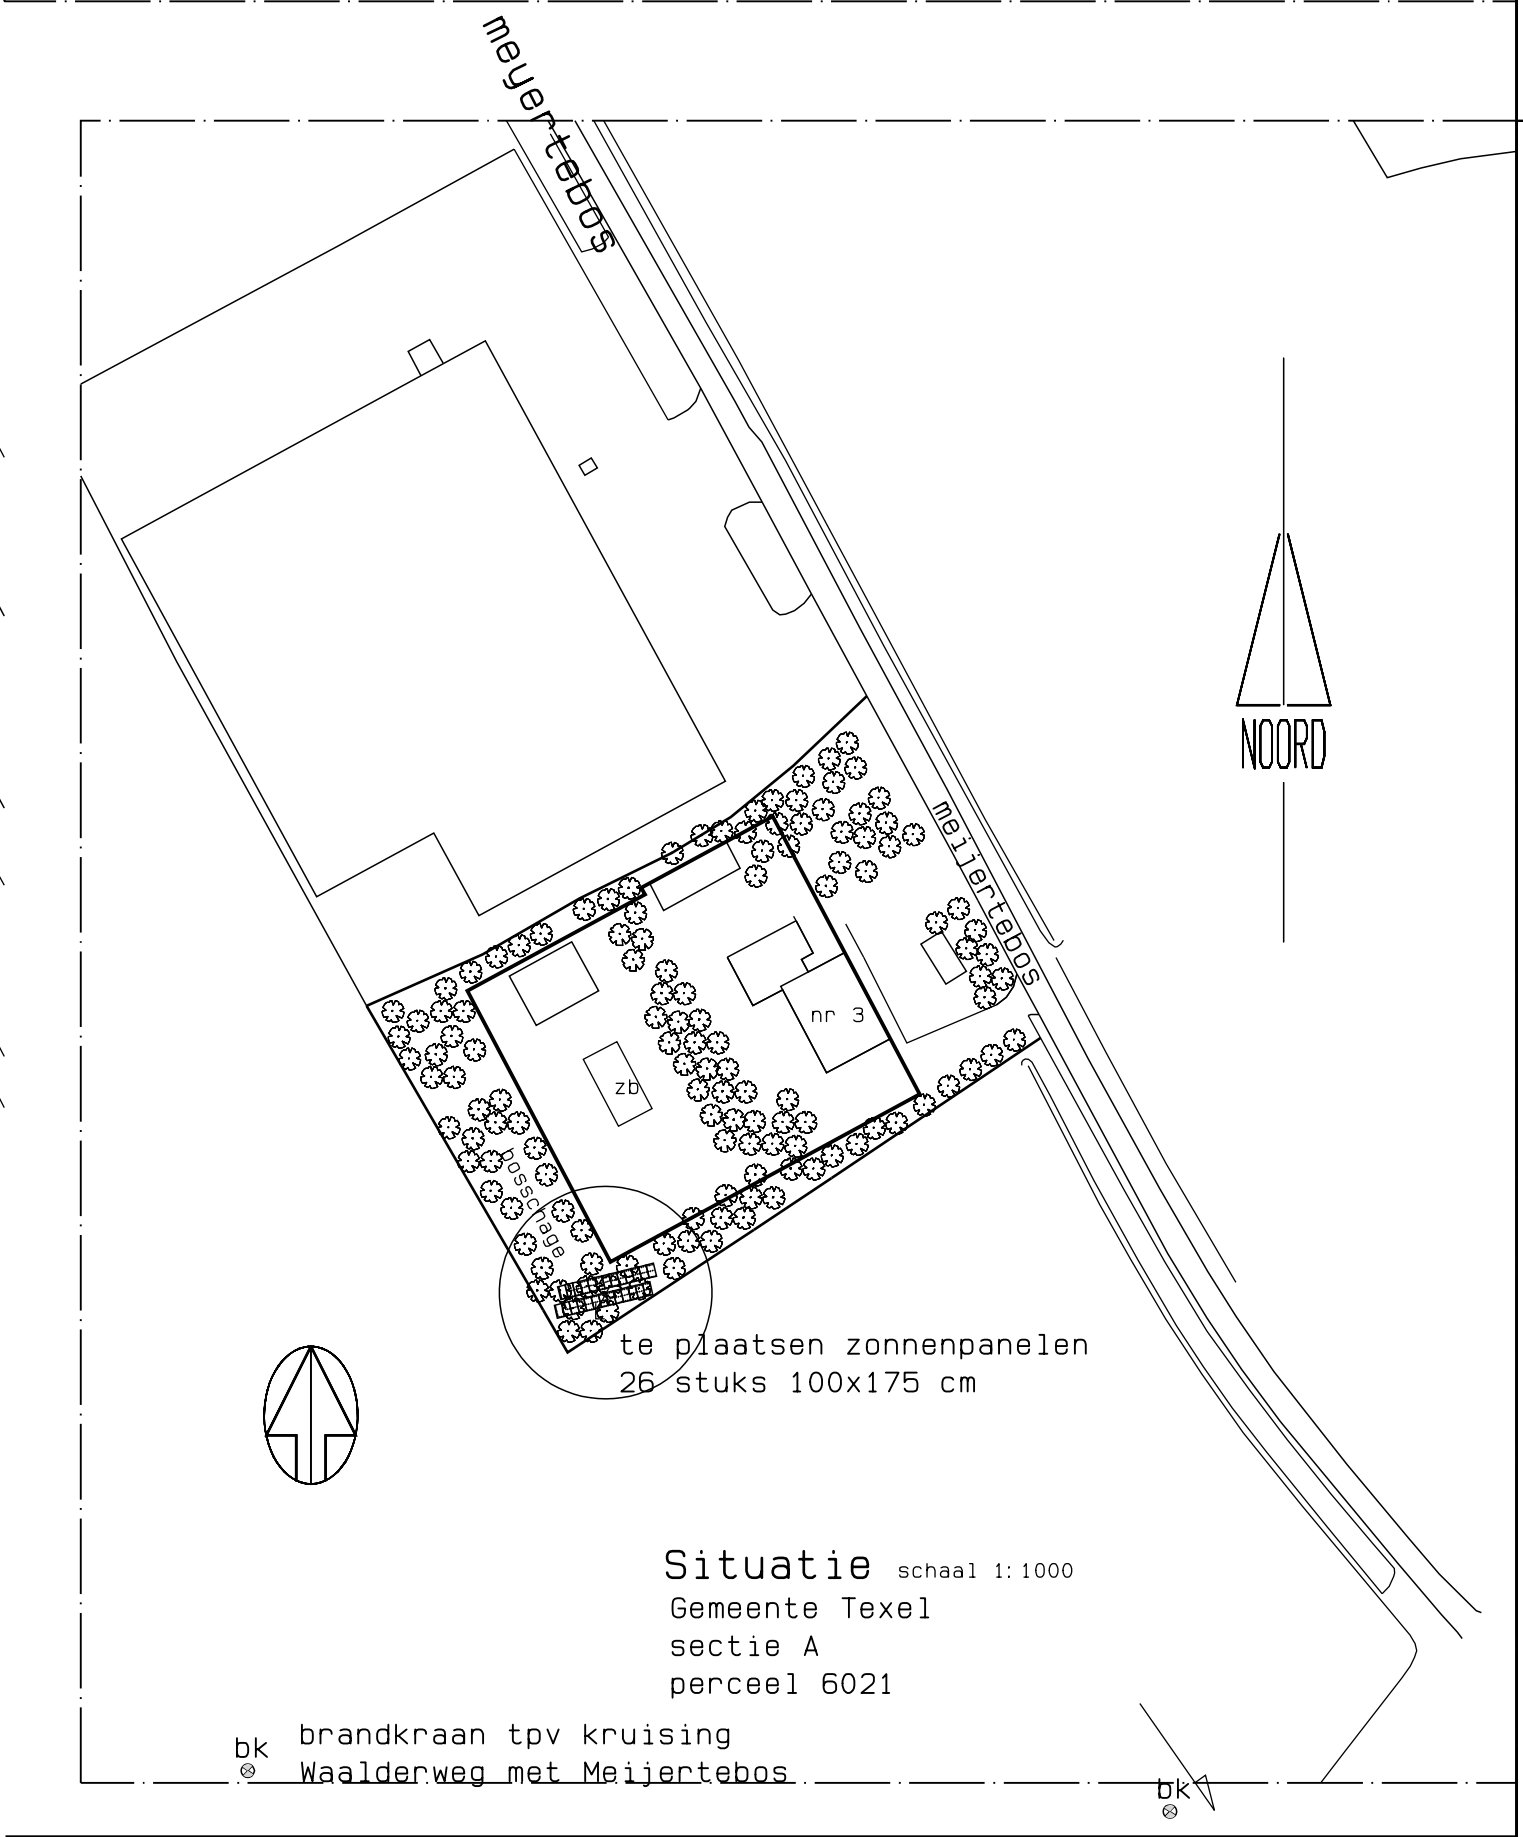 meyertebos
NOORD
meijertebos
nr 3
zb
bosschage
te plaatsen zonnenpanelen
26 stuks 100x175 cm
Situatie schaal 1:1000
Gemeente Texel
sectie A
perceel 6021
bk
brandkraan tpv kruising
Waalderweg met Meijertebos
bk